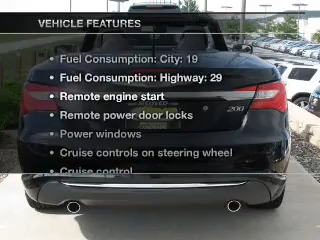 VEHICLE FEATURES
• Fuel Consumption: City: 19
• Fuel Consumption: Highway: 29
• Remote engine start
• Remote power door locks
• Power windows
• Cruise controls on steering wheel
• Cruise control
200